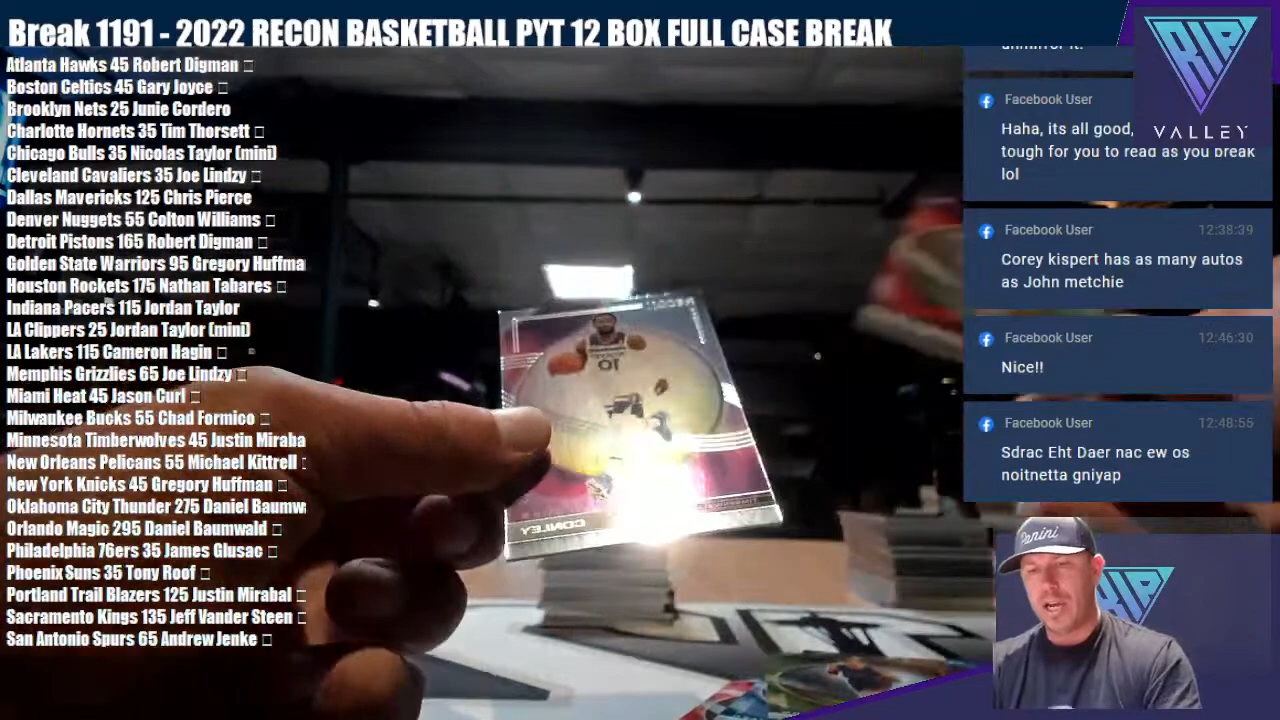 Break 1191 - 2022 RECON BASKETBALL PYT 12 BOX FULL CASE BREAK
Atlanta Hawks 45 Robert Digman
Boston Celtics 45 Gary Joyce
Brooklyn Nets 25 Junie Cordero
Charlotte Hornets 35 Tim Thorsett
Chicago Bulls 35 Nicolas Taylor (mini)
Cleveland Cavaliers 35 Joe Lindzy
Dallas Mavericks 125 Chris Pierce
Denver Nuggets 55 Colton Williams
Detroit Pistons 165 Robert Digman
Golden State Warriors 95 Gregory Huffma
Houston Rockets 175 Nathan Tabares
Indiana Pacers 115 Jordan Taylor
LA Clippers 25 Jordan Taylor (mini)
LA Lakers 115 Cameron Hagin
Memphis Grizzlies 65 Joe Lindzy
Miami Heat 45 Jason Curl
Milwaukee Bucks 55 Chad Formico
Minnesota Timberwolves 45 Justin Miraba
New Orleans Pelicans 55 Michael Kittrell
New York Knicks 45 Gregory Huffman
Oklahoma City Thunder 275 Daniel Baumw
Orlando Magic 295 Daniel Baumwald
Philadelphia 76ers 35 James Glusac
Phoenix Suns 35 Tony Roof
Portland Trail Blazers 125 Justin Mirabal
Sacramento Kings 135 Jeff Vander Steen
San Antonio Spurs 65 Andrew Jenke
CONLEY
unmirror it.
Facebook User
Haha, its all good,
tough for you to read as you break
lol
Facebook User 12:38:39
Corey kispert has as many autos
as John metchie
Facebook User 12:46:30
Nice!!
Facebook User 12:48:55
Sdrac Eht Daer nac ew os
noitnetta gniyap
RIP
VALLEY
Panini
RIP